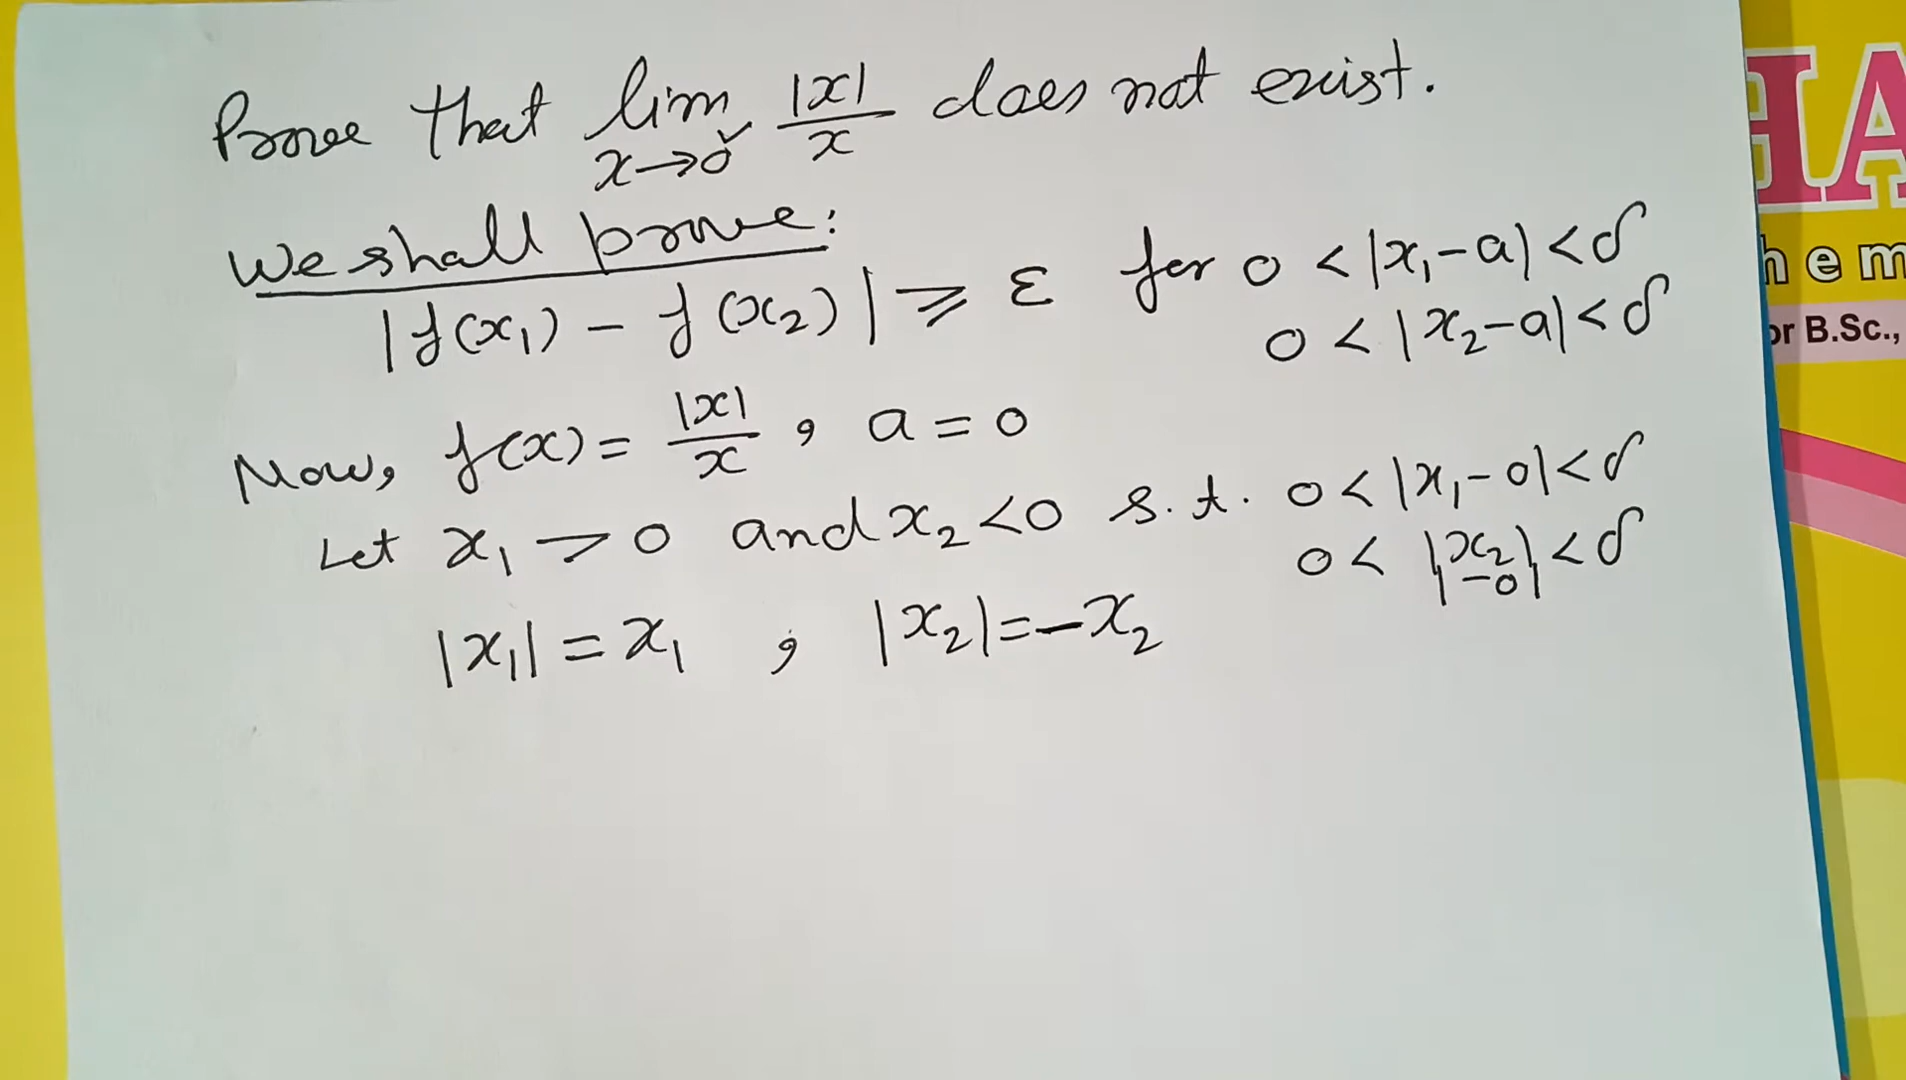 Prove that lim x→0 |x|/x does not exist.
We shall prove:
|f(x₁) - f(x₂)| ≥ ε for 0 < |x₁-a| < δ
0 < |x₂-a| < δ
Now, f(x) = |x|/x , a = 0
Let x₁ > 0 and x₂ < 0 s.t. 0 < |x₁-0| < δ
0 < |x₂-0| < δ
|x₁| = x₁ , |x₂| = -x₂
HA
hem
or B.Sc.,